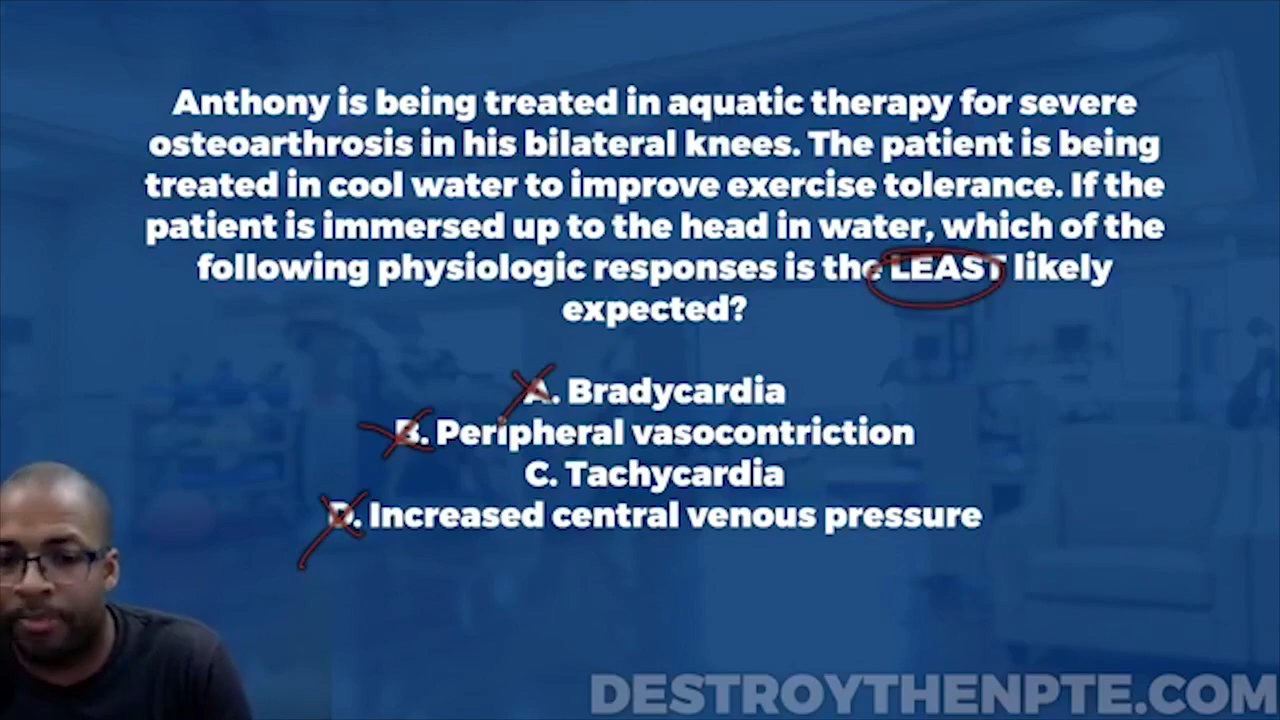 Anthony is being treated in aquatic therapy for severe
osteoarthrosis in his bilateral knees. The patient is being
treated in cool water to improve exercise tolerance. If the
patient is immersed up to the head in water, which of the
following physiologic responses is the LEAST likely
expected?
A. Bradycardia
B. Peripheral vasocontriction
C. Tachycardia
D. Increased central venous pressure
DESTROYTHENPTE.COM